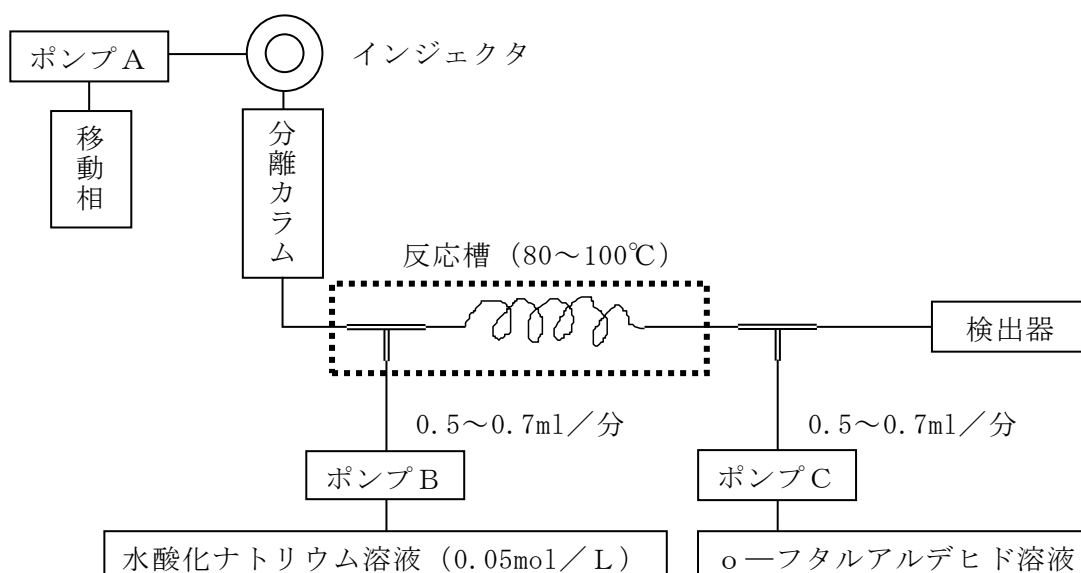 ポンプA
インジェクタ
移動相
分離カラム
反応槽（80～100℃）
検出器
0.5～0.7ml／分
0.5～0.7ml／分
ポンプB
ポンプC
水酸化ナトリウム溶液（0.05mol／L）
o―フタルアルデヒド溶液